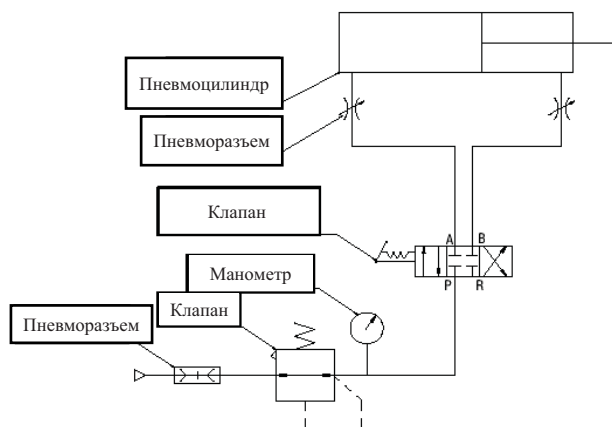 Пневмоцилиндр
Пневморазъем
Клапан
A B
P R
Манометр
Клапан
Пневморазъем